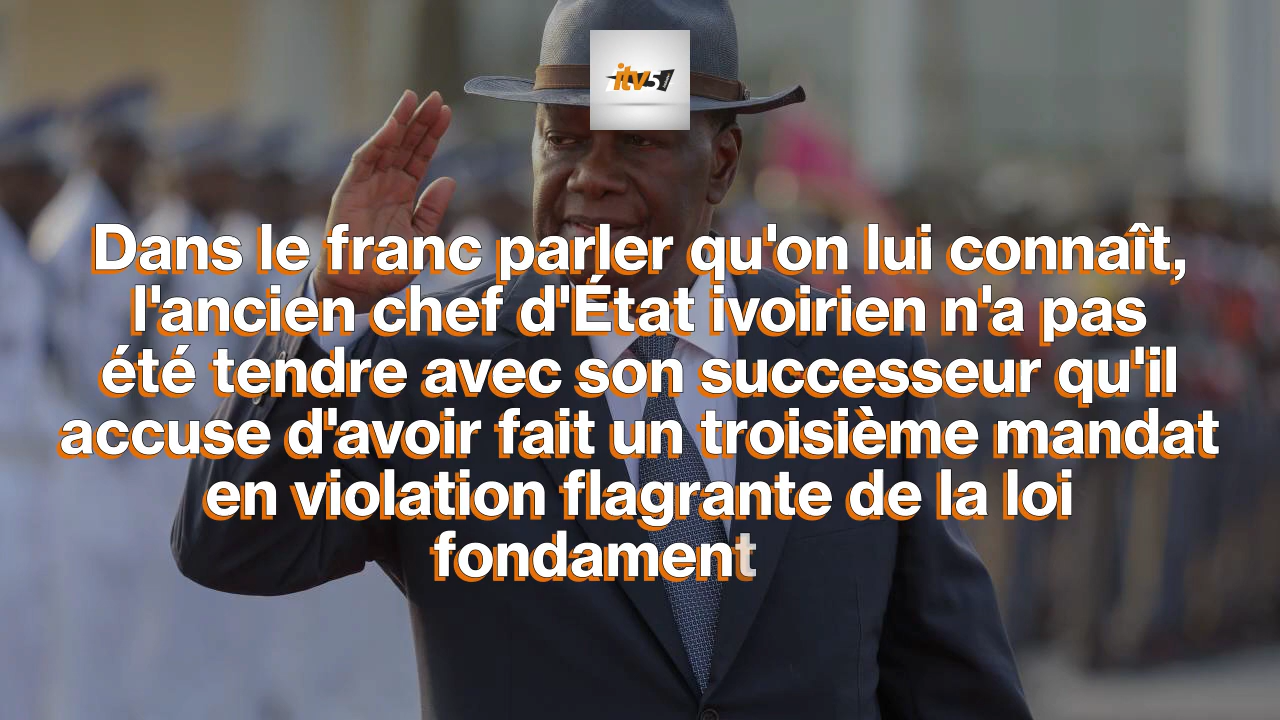 itv5
Dans le franc parler qu'on lui connaît,
l'ancien chef d'État ivoirien n'a pas
été tendre avec son successeur qu'il
accuse d'avoir fait un troisième mandat
en violation flagrante de la loi
fondament